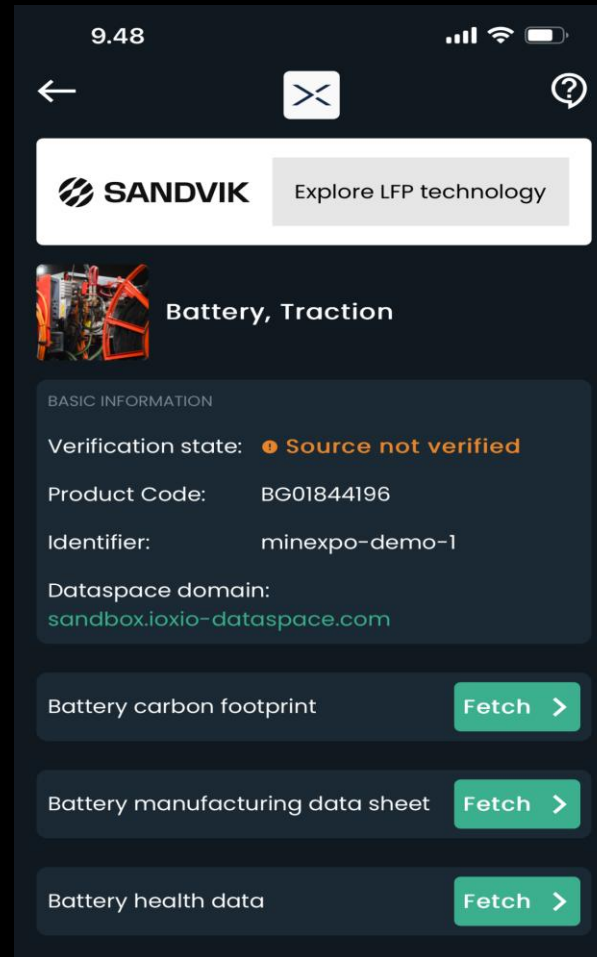 9.48
SANDVIK
Explore LFP technology
Battery, Traction
BASIC INFORMATION
Verification state: Source not verified
Product Code: BG01844196
Identifier: minexpo-demo-1
Dataspace domain:
sandbox.ioxio-dataspace.com
Battery carbon footprint Fetch
Battery manufacturing data sheet Fetch
Battery health data Fetch